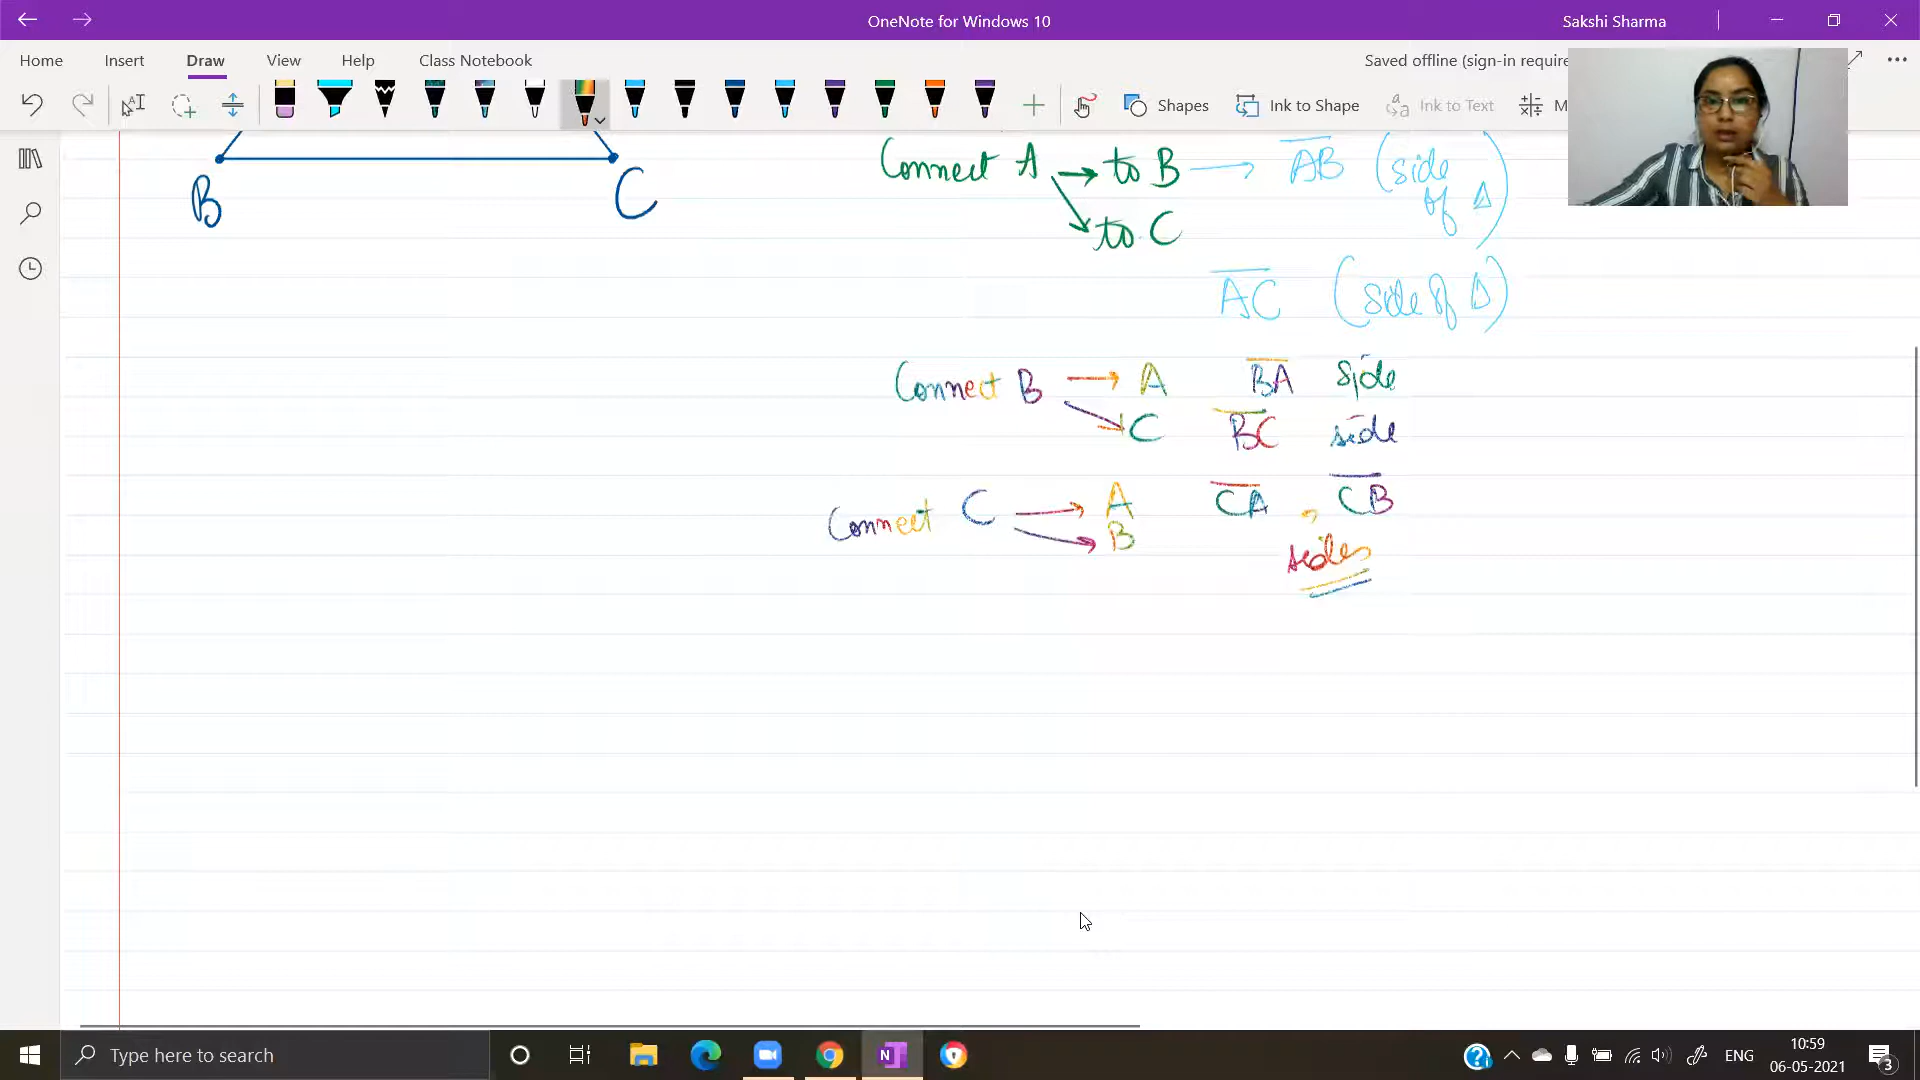 OneNote for Windows 10
Sakshi Sharma
Home Insert Draw View Help Class Notebook
Saved offline (sign-in require
Shapes Ink to Shape Ink to Text M
Connect A → to B → AB (side of Δ)
to C
AC (side of Δ)
B C
Connect B → A BA Side
C BC side
Connect C → A CA , CB
B sides
Type here to search
ENG
10:59
06-05-2021
3